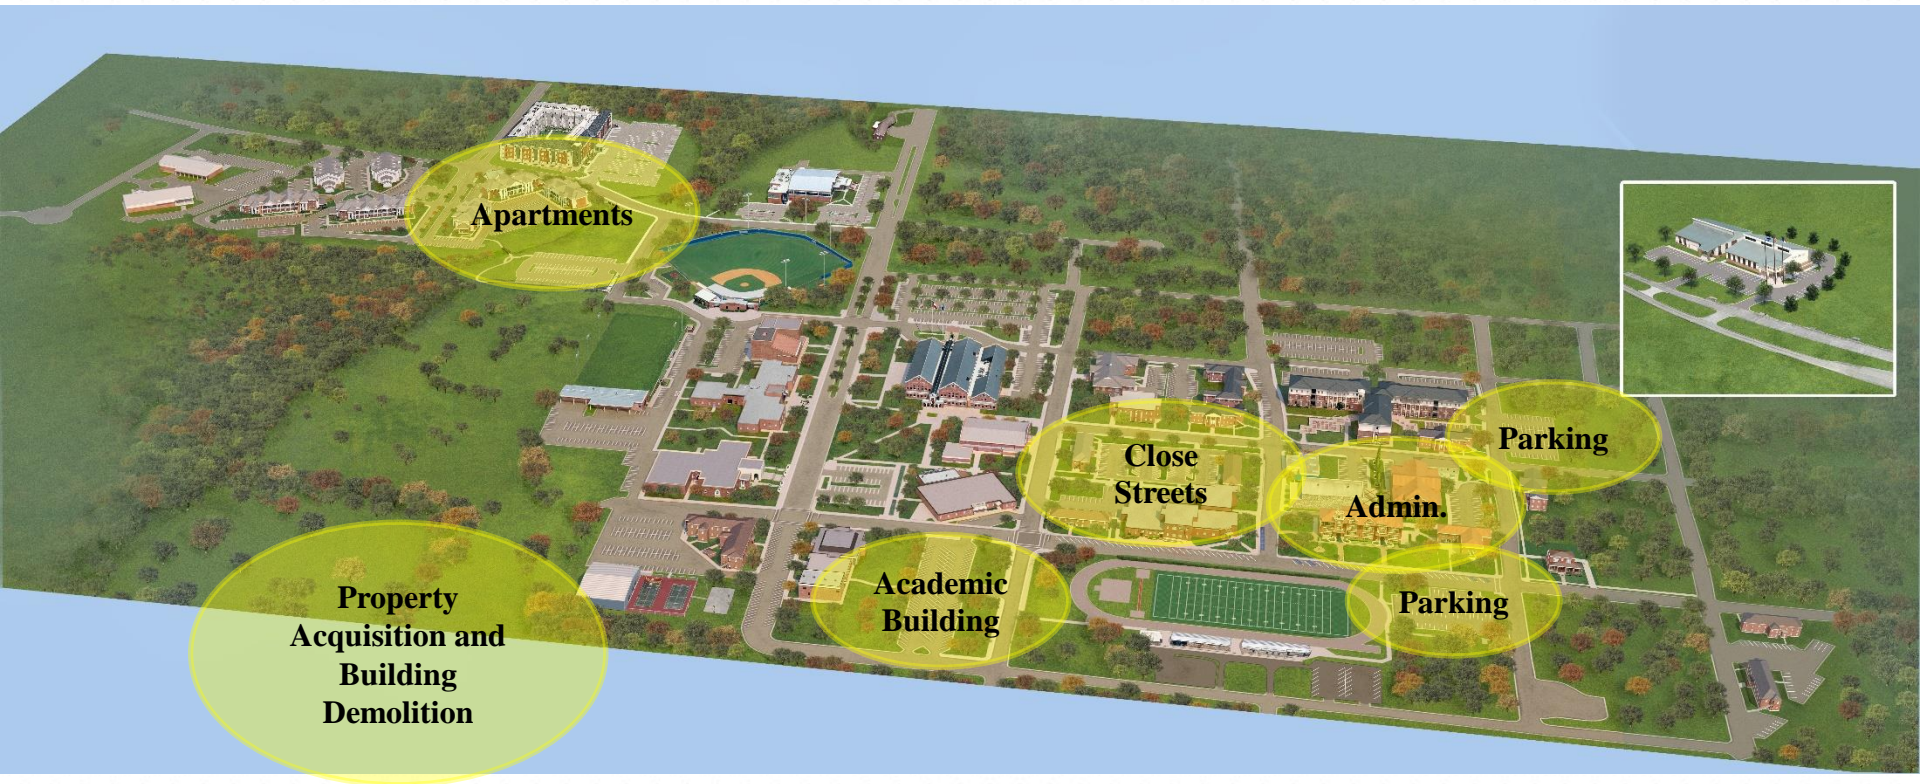 Apartments
Parking
Close
Streets
Admin.
Academic
Building
Parking
Property
Acquisition and
Building
Demolition